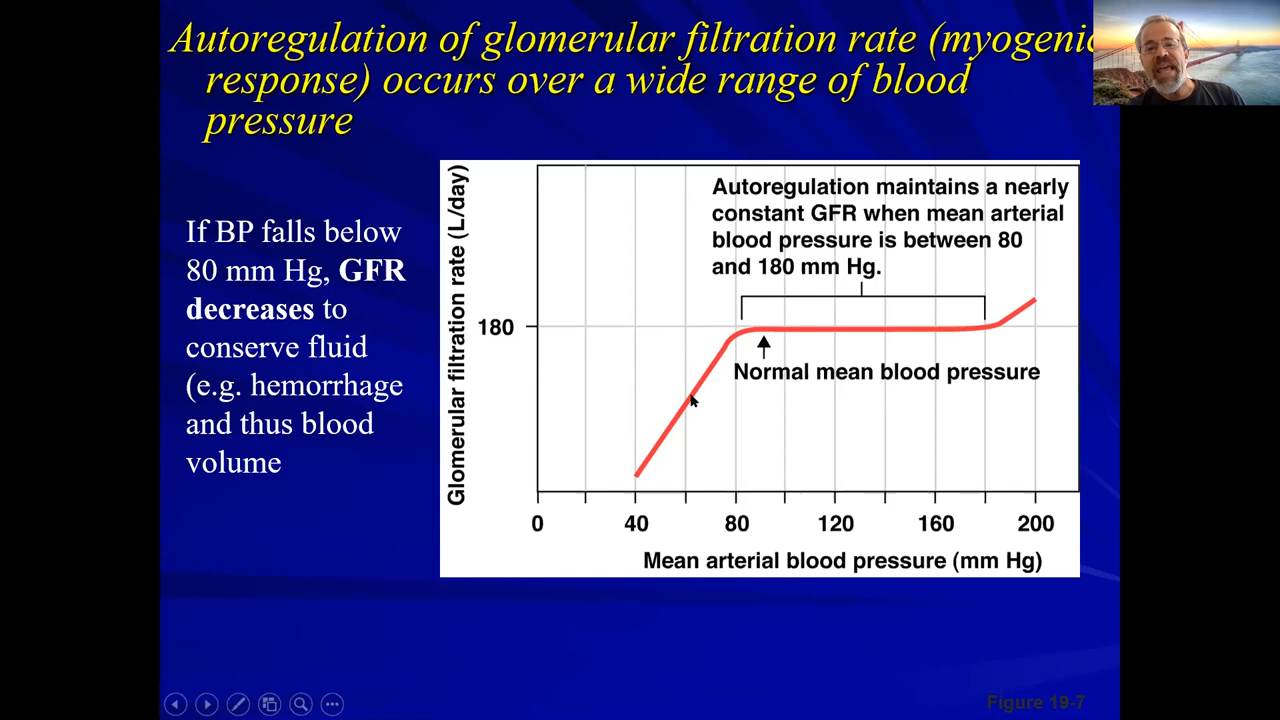 Autoregulation of glomerular filtration rate (myogenic
response) occurs over a wide range of blood
pressure
If BP falls below
80 mm Hg, GFR
decreases to
conserve fluid
(e.g. hemorrhage
and thus blood
volume
Glomerular filtration rate (L/day)
Autoregulation maintains a nearly
constant GFR when mean arterial
blood pressure is between 80
and 180 mm Hg.
180
Normal mean blood pressure
0 40 80 120 160 200
Mean arterial blood pressure (mm Hg)
Figure 19-7